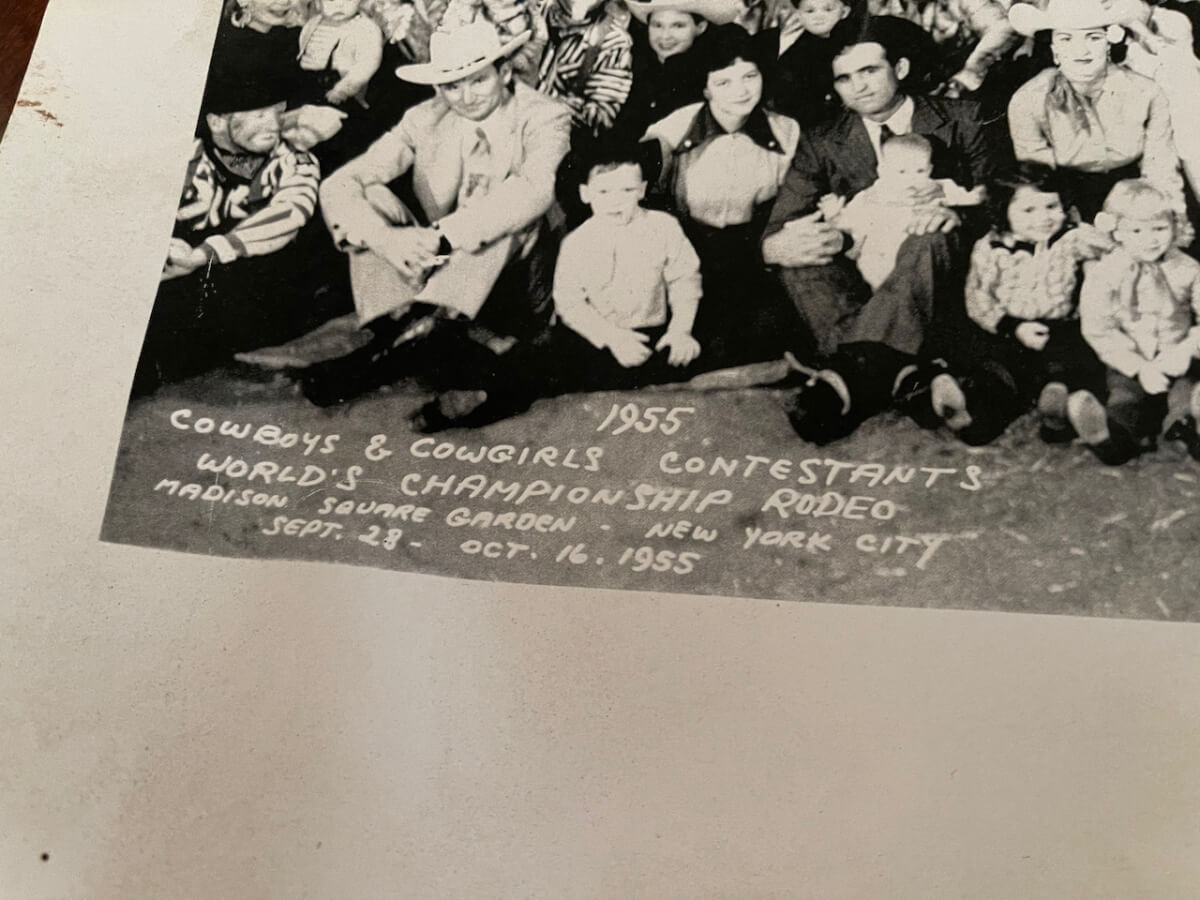 1955
COWBOYS & COWGIRLS CONTESTANTS
WORLD'S CHAMPIONSHIP RODEO
MADISON SQUARE GARDEN - NEW YORK CITY
SEPT. 28 - OCT. 16. 1955